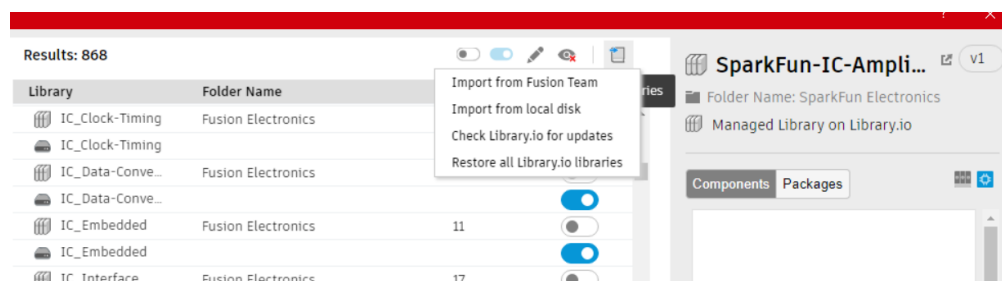 ?
Results: 868
Library Folder Name
IC_Clock-Timing Fusion Electronics
IC_Clock-Timing
IC_Data-Conve... Fusion Electronics
IC_Data-Conve...
IC_Embedded Fusion Electronics 11
IC_Embedded
IC_Interface Fusion Electronics 17
Import from Fusion Team
Import from local disk
Check Library.io for updates
Restore all Library.io libraries
ries
SparkFun-IC-Ampli... v1
Folder Name: SparkFun Electronics
Managed Library on Library.io
Components Packages